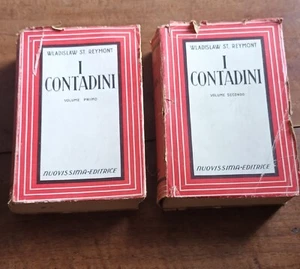 WLADISLAW ST. REYMONT
I
CONTADINI
VOLUME PRIMO
NUOVISSIMA-EDITRICE
WLADISLAW ST. REYMONT
I
CONTADINI
VOLUME SECONDO
NUOVISSIMA-EDITRICE